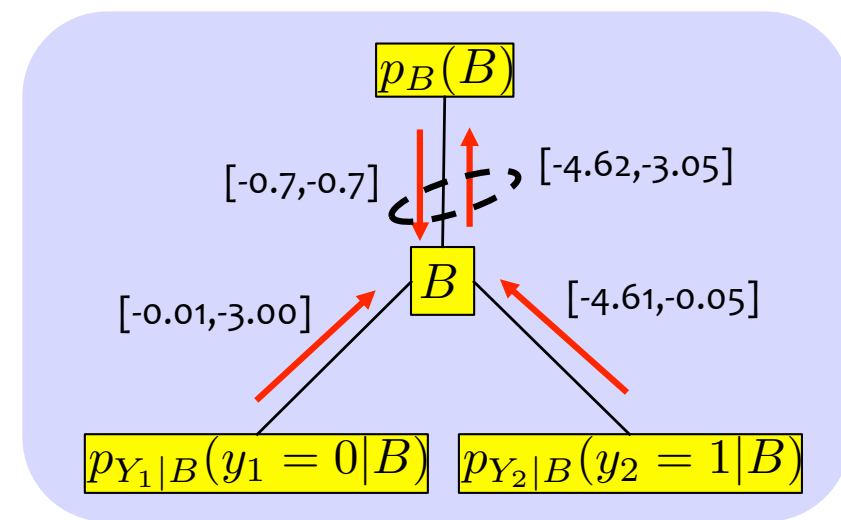 p_B(B)
[-0.7,-0.7]
[-4.62,-3.05]
B
[-0.01,-3.00]
[-4.61,-0.05]
p_{Y_1|B}(y_1 = 0|B)
p_{Y_2|B}(y_2 = 1|B)